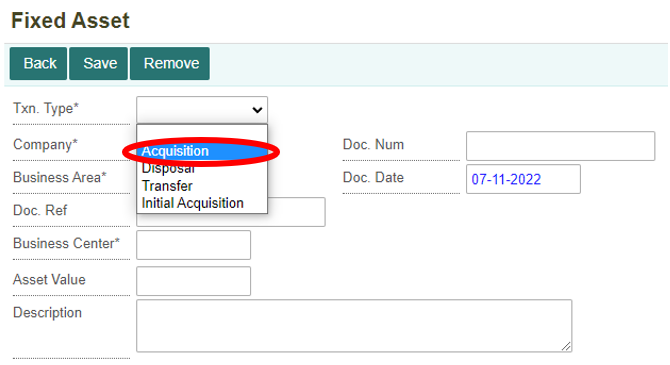 Fixed Asset
Back Save Remove
Txn. Type*
Company* Acquisition Doc. Num
Disposal
Business Area* Doc. Date 07-11-2022
Transfer
Initial Acquisition
Doc. Ref
Business Center*
Asset Value
Description